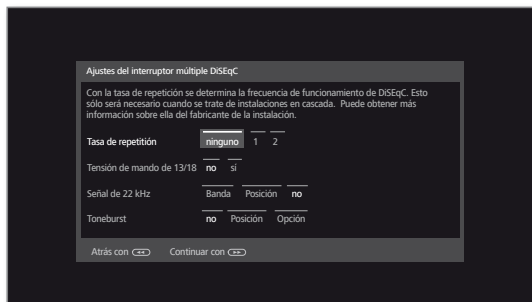 Ajustes del interruptor múltiple DiSEqC
Con la tasa de repetición se determina la frecuencia de funcionamiento de DiSEqC. Esto
sólo será necesario cuando se trate de instalaciones en cascada. Puede obtener más
información sobre ella del fabricante de la instalación.
Tasa de repetitión ninguno 1 2
Tensión de mando de 13/18 no sí
Señal de 22 kHz Banda Posición no
Toneburst no Posición Opción
Atrás con Continuar con